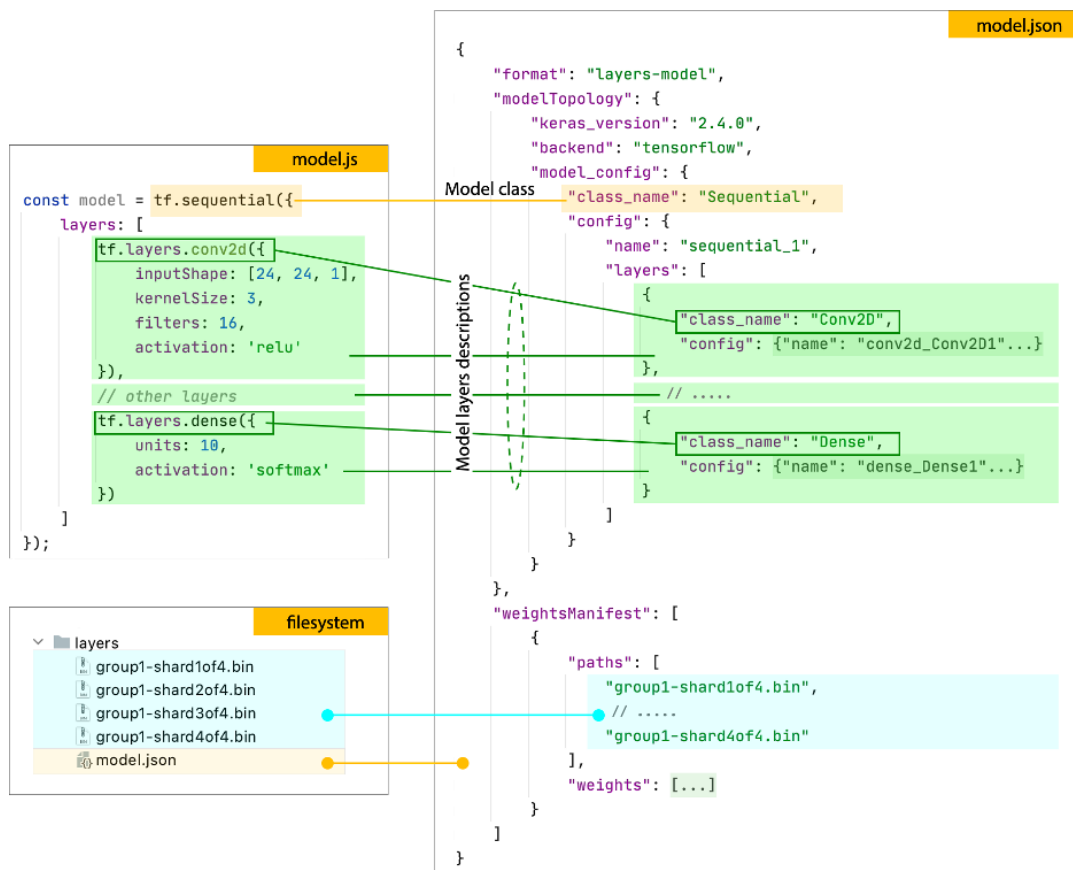 model.js
const model = tf.sequential({
layers: [
tf.layers.conv2d({
inputShape: [24, 24, 1],
kernelSize: 3,
filters: 16,
activation: 'relu'
}),
// other layers
tf.layers.dense({
units: 10,
activation: 'softmax'
})
]
});
filesystem
layers
group1-shard1of4.bin
group1-shard2of4.bin
group1-shard3of4.bin
group1-shard4of4.bin
model.json
Model class
Model layers descriptions
model.json
{
"format": "layers-model",
"modelTopology": {
"keras_version": "2.4.0",
"backend": "tensorflow",
"model_config": {
"class_name": "Sequential",
"config": {
"name": "sequential_1",
"layers": [
{
"class_name": "Conv2D",
"config": {"name": "conv2d_Conv2D1"...}
},
// .....
{
"class_name": "Dense",
"config": {"name": "dense_Dense1"...}
}
]
}
}
},
"weightsManifest": [
{
"paths": [
"group1-shard1of4.bin",
// .....
"group1-shard4of4.bin"
],
"weights": [...]
}
]
}